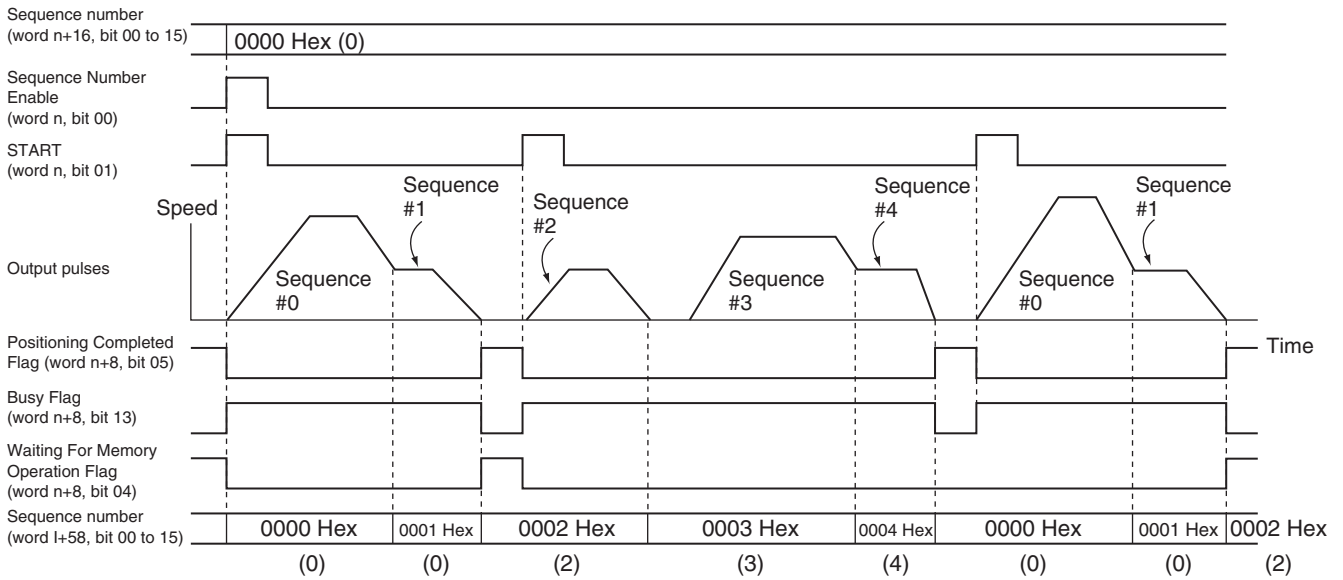 Sequence number
(word n+16, bit 00 to 15)
0000 Hex (0)
Sequence Number
Enable
(word n, bit 00)
START
(word n, bit 01)
Speed
Output pulses
Sequence
#0
Sequence
#1
Sequence
#2
Sequence
#3
Sequence
#4
Sequence
#0
Sequence
#1
Positioning Completed
Flag (word n+8, bit 05)
Time
Busy Flag
(word n+8, bit 13)
Waiting For Memory
Operation Flag
(word n+8, bit 04)
Sequence number
(word I+58, bit 00 to 15)
0000 Hex 0001 Hex 0002 Hex 0003 Hex 0004 Hex 0000 Hex 0001 Hex 0002 Hex
(0) (0) (2) (3) (4) (0) (0) (2)